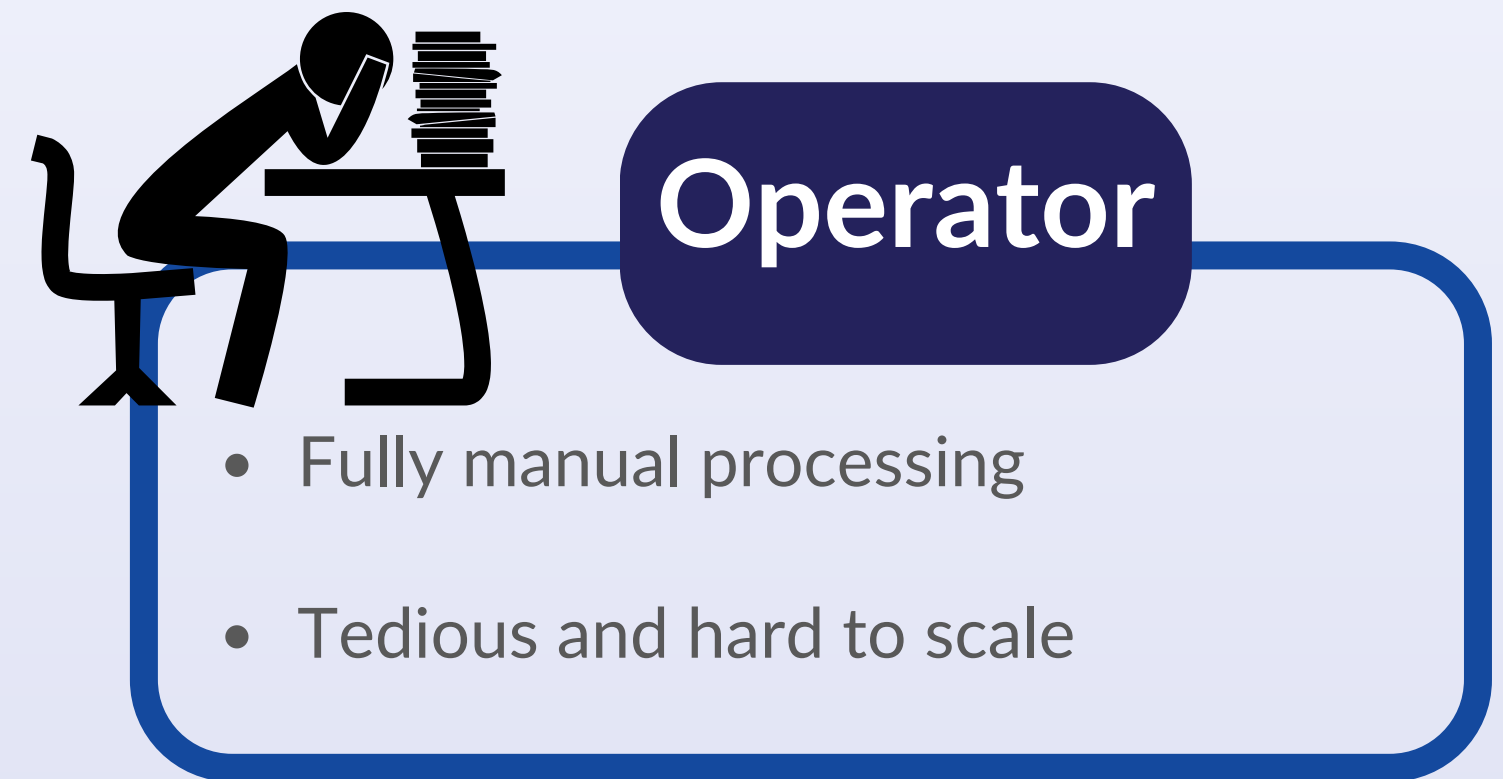 Operator
• Fully manual processing
• Tedious and hard to scale